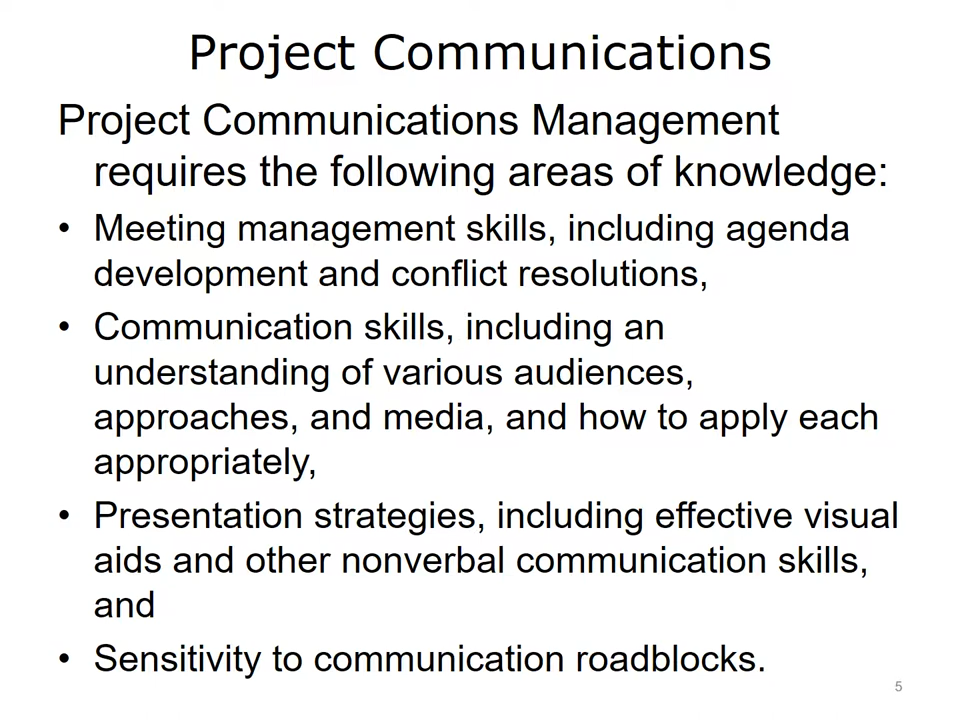 Project Communications
Project Communications Management
requires the following areas of knowledge:
• Meeting management skills, including agenda
development and conflict resolutions,
• Communication skills, including an
understanding of various audiences,
approaches, and media, and how to apply each
appropriately,
• Presentation strategies, including effective visual
aids and other nonverbal communication skills,
and
• Sensitivity to communication roadblocks.
5